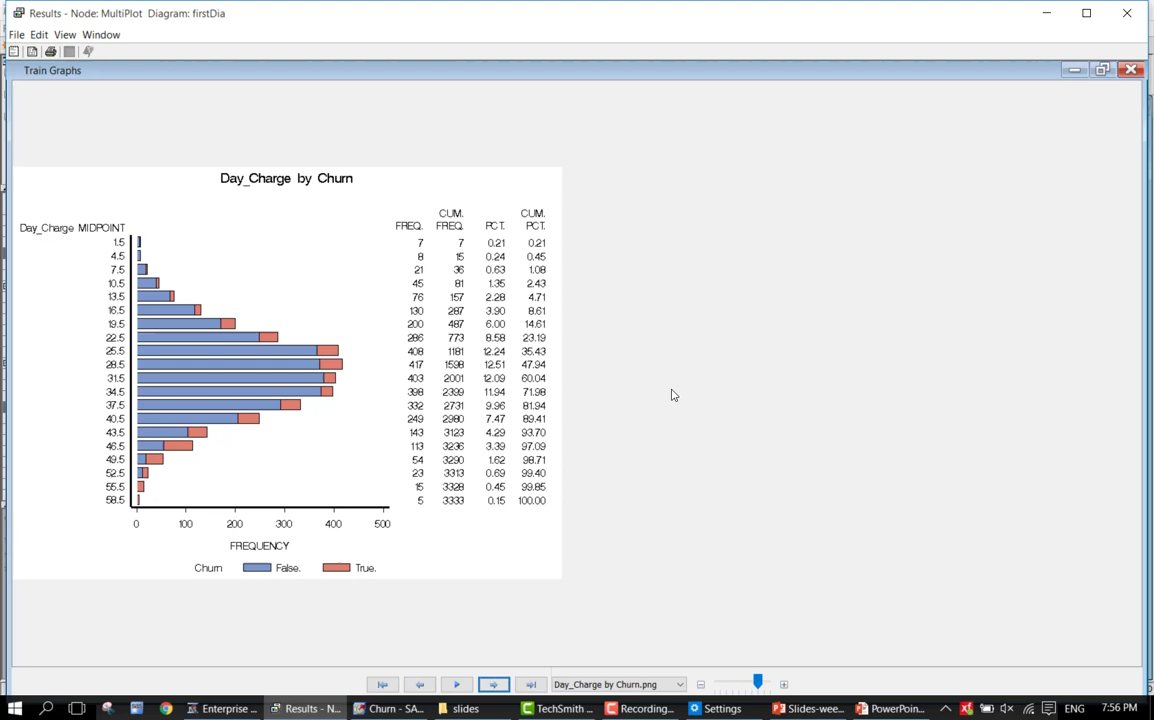 Results - Node: MultiPlot Diagram: firstDia
File Edit View Window
Train Graphs
Day_Charge by Churn
CUM. CUM.
Day_Charge MIDPOINT FREQ. FREQ. PCT. PCT.
1.5 7 7 0.21 0.21
4.5 8 15 0.24 0.45
7.5 21 36 0.63 1.08
10.5 45 81 1.35 2.43
13.5 76 157 2.28 4.71
16.5 130 287 3.90 8.61
19.5 200 487 6.00 14.61
22.5 286 773 8.58 23.19
25.5 408 1181 12.24 35.43
28.5 417 1598 12.51 47.94
31.5 403 2001 12.09 60.04
34.5 398 2399 11.94 71.98
37.5 332 2731 9.96 81.94
40.5 249 2980 7.47 89.41
43.5 143 3123 4.29 93.70
46.5 113 3236 3.39 97.09
49.5 54 3290 1.62 98.71
52.5 23 3313 0.69 99.40
55.5 15 3328 0.45 99.85
58.5 5 3333 0.15 100.00
0 100 200 300 400 500
FREQUENCY
Churn False. True.
Day_Charge by Churn.png
Enterprise ... Results - N... Churn - SA... slides TechSmith ... Recording... Settings Slides-wee... PowerPoin... ENG 7:56 PM